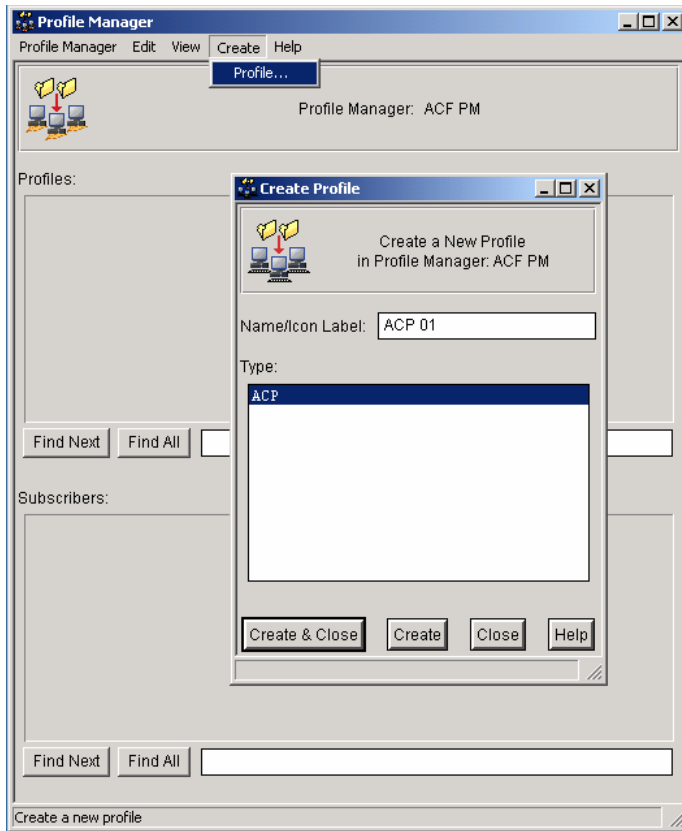 Profile Manager
Profile Manager Edit View Create Help
Profile...
Profile Manager: ACF PM
Profiles:
Create Profile
Create a New Profile
in Profile Manager: ACF PM
Name/Icon Label: ACP 01
Type:
ACP
Find Next Find All
Subscribers:
Create & Close Create Close Help
Find Next Find All
Create a new profile